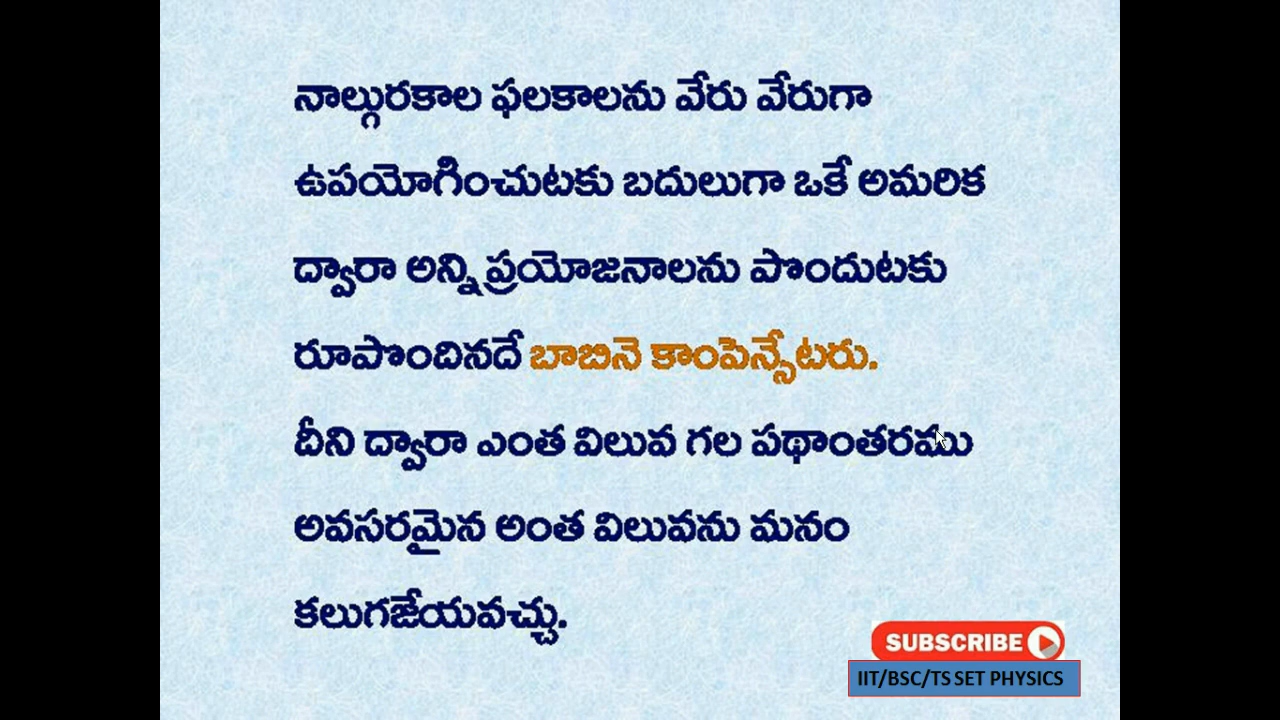 నాల్గురకాల ఫలకాలను వేరు వేరుగా
ఉపయోగించుటకు బదులుగా ఒకే అమరిక
ద్వారా అన్ని ప్రయోజనాలను పొందుటకు
రూపొందినదే బాబినె కాంపెన్సేటరు.
దీని ద్వారా ఎంత విలువ గల పథాంతరము
అవసరమైన అంత విలువను మనం
కలుగజేయవచ్చు.
SUBSCRIBE
IIT/BSC/TS SET PHYSICS